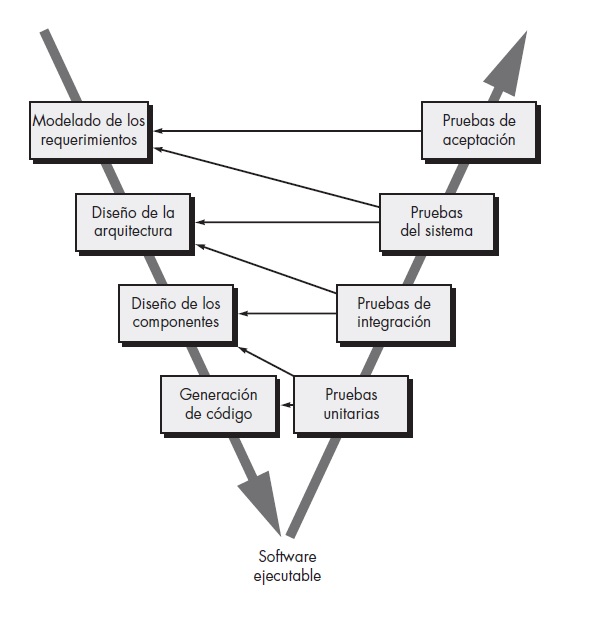 Modelado de los
requerimientos
Pruebas de
aceptación
Diseño de la
arquitectura
Pruebas
del sistema
Diseño de los
componentes
Pruebas de
integración
Generación
de código
Pruebas
unitarias
Software
ejecutable